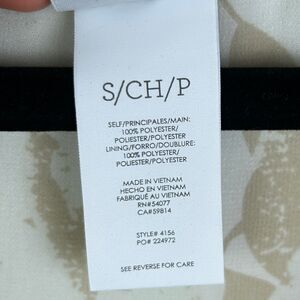 S/CH/P
SELF/PRINCIPALES/MAIN:
100% POLYESTER/
POLIESTER/POLYESTER
LINING/FORRO/DOUBLURE:
100% POLYESTER/
POLIESTER/POLYESTER
MADE IN VIETNAM
HECHO EN VIETNAM
FABRIQUÉ AU VIETNAM
RN#54077
CA#59814
STYLE# 4156
PO# 224972
SEE REVERSE FOR CARE